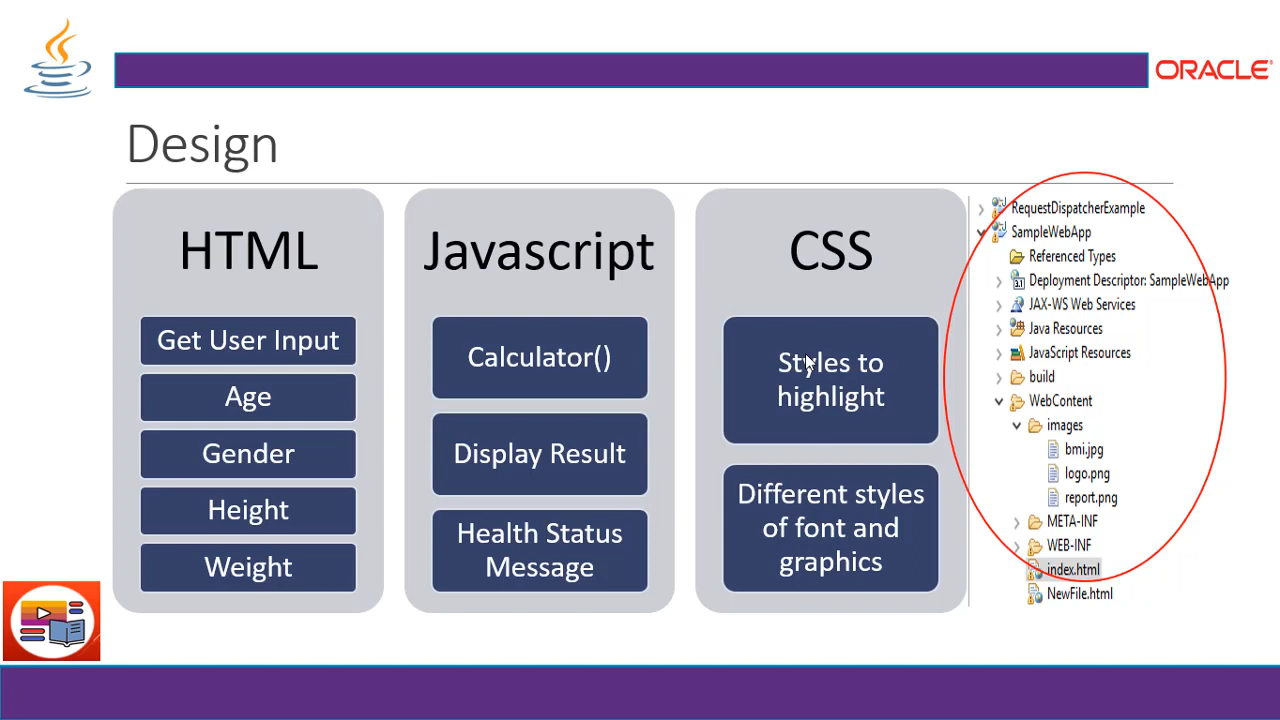 ORACLE
Design
HTML
Get User Input
Age
Gender
Height
Weight
Javascript
Calculator()
Display Result
Health Status
Message
CSS
Styles to
highlight
Different styles
of font and
graphics
RequestDispatcherExample
SampleWebApp
Referenced Types
3.1
Deployment Descriptor: SampleWebApp
JAX-WS Web Services
Java Resources
JavaScript Resources
build
WebContent
images
bmi.jpg
logo.png
report.png
META-INF
WEB-INF
index.html
NewFile.html